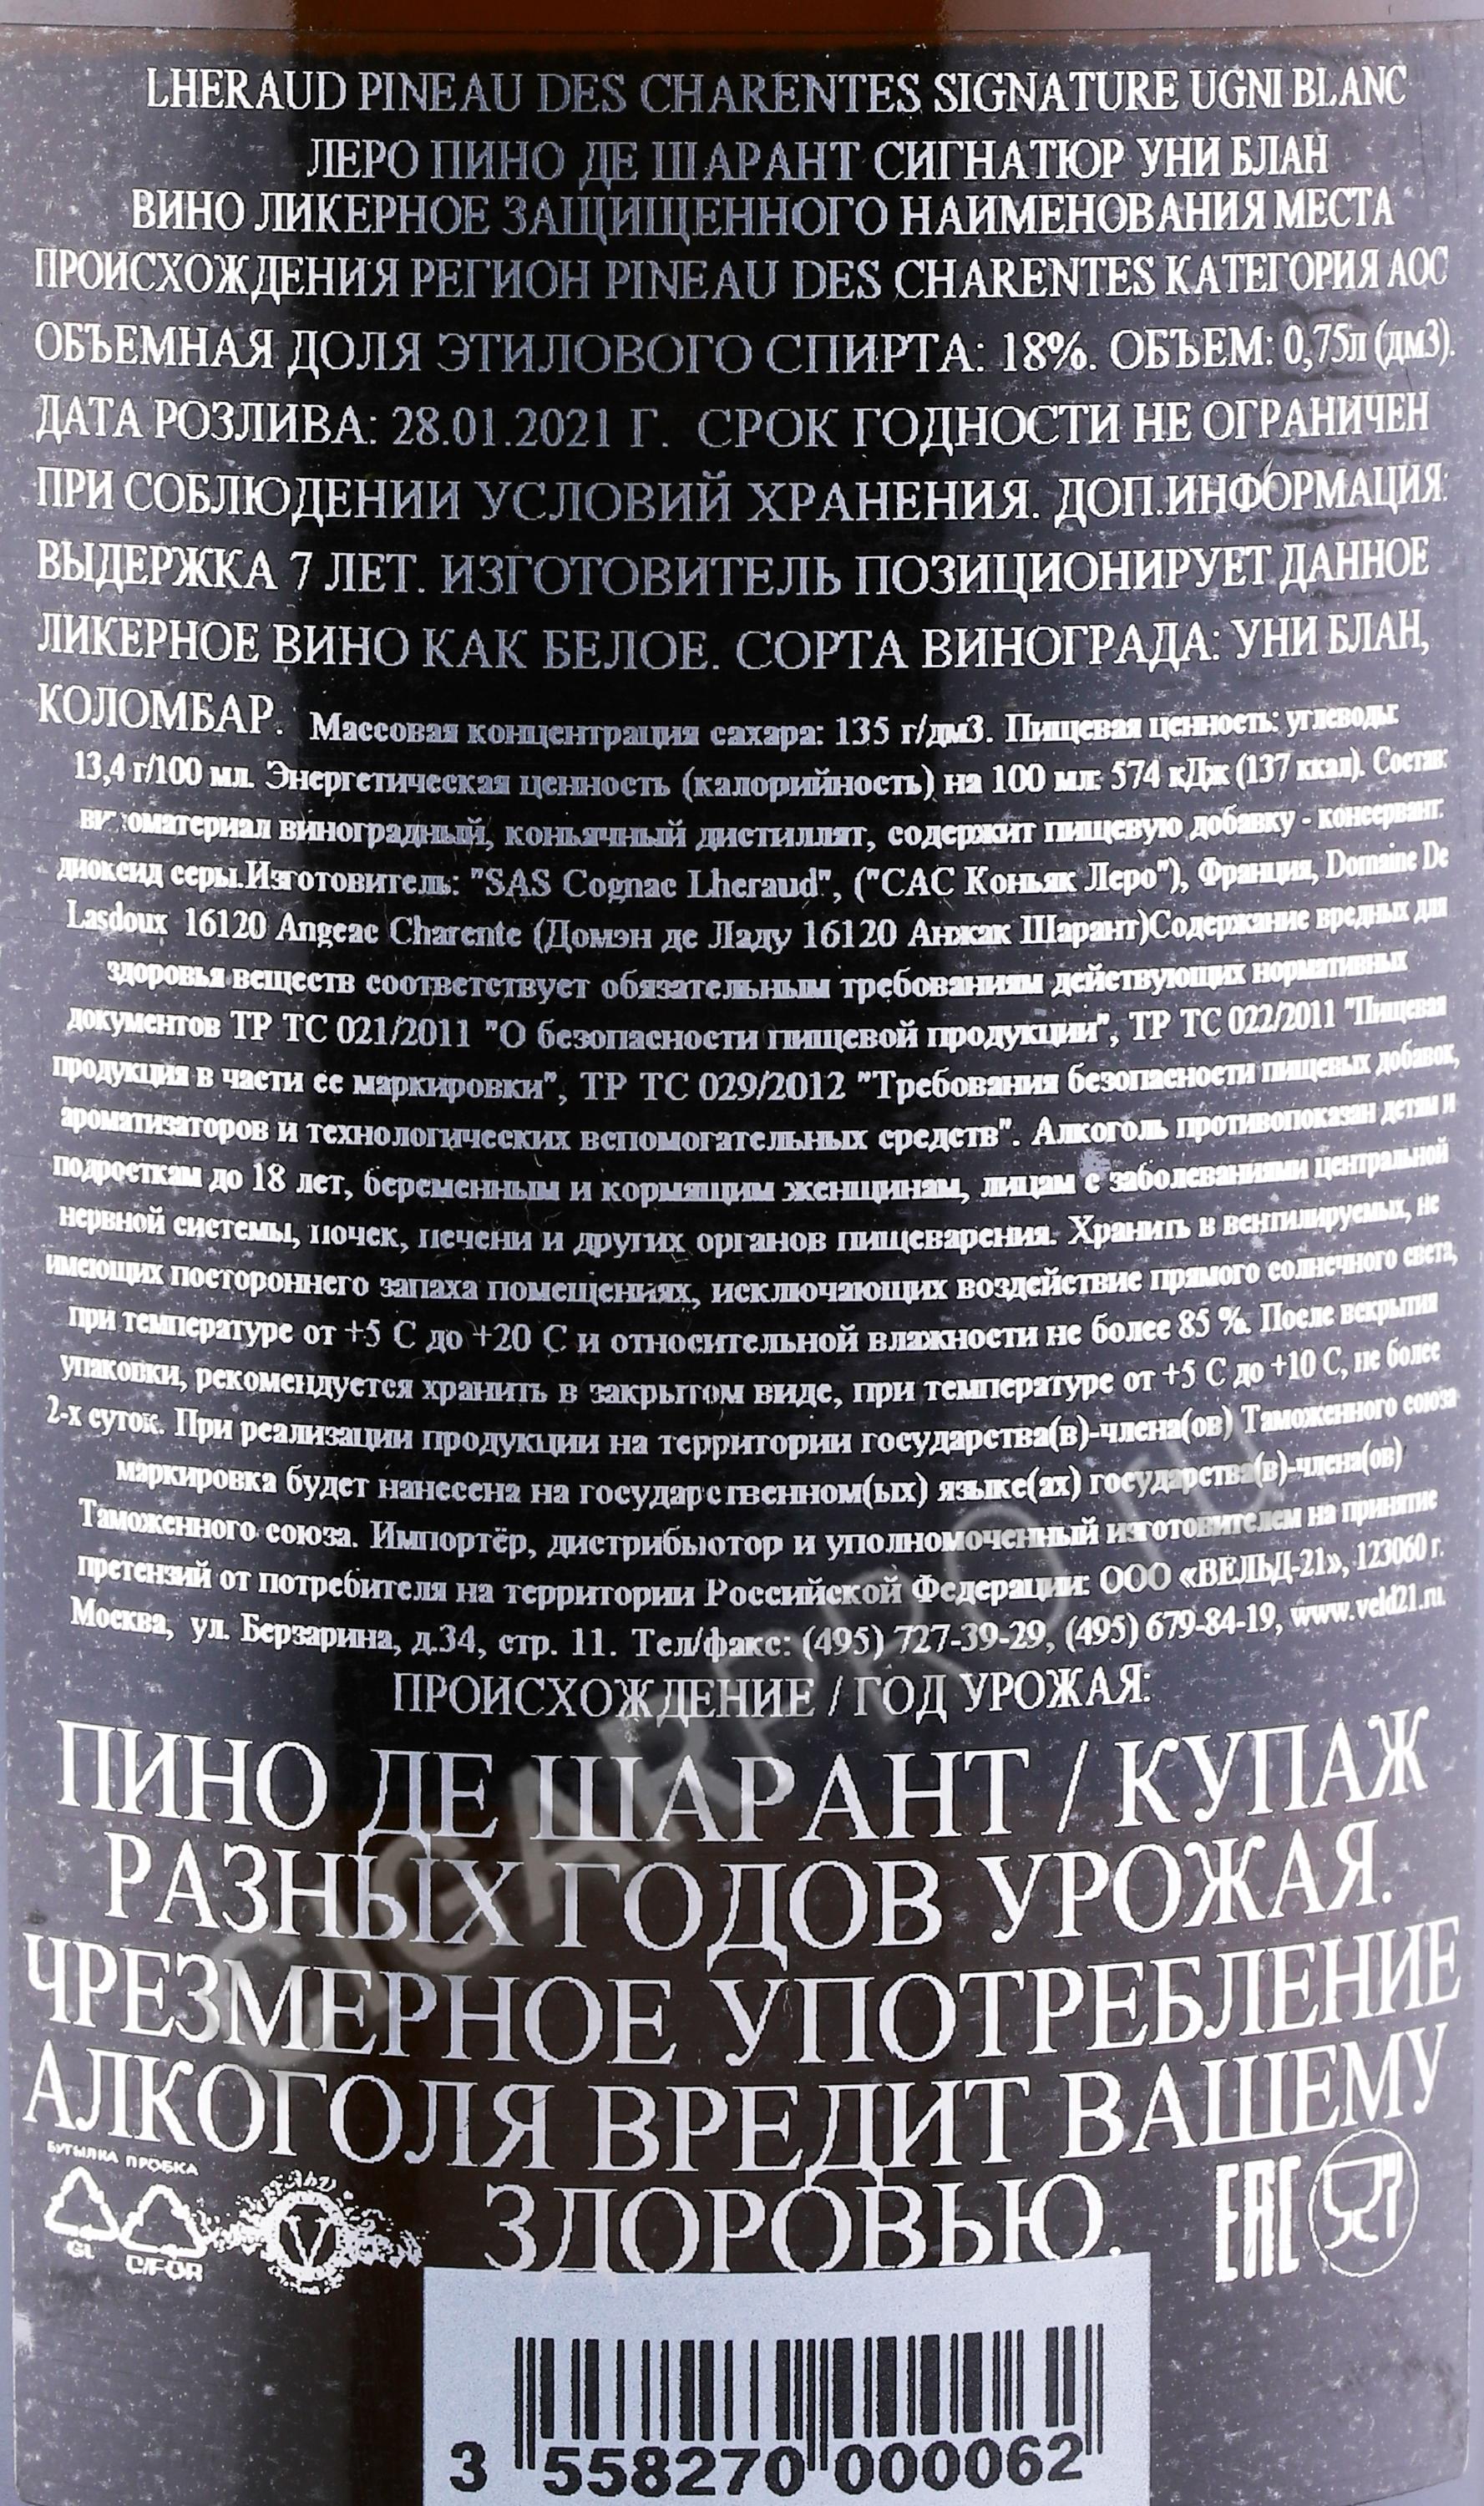 LHERAUD PINEAU DES CHARENTES SIGNATURE UGNI BLANC
ЛЕРО ПИНО ДЕ ШАРАНТ СИГНАТЮР УНИ БЛАН
ВИНО ЛИКЕРНОЕ ЗАЩИЩЕННОГО НАИМЕНОВАНИЯ МЕСТА
ПРОИСХОЖДЕНИЯ РЕГИОН PINEAU DES CHARENTES КАТЕГОРИЯ АОС
ОБЪЕМНАЯ ДОЛЯ ЭТИЛОВОГО СПИРТА: 18%. ОБЪЕМ: 0,75л (дм3).
ДАТА РОЗЛИВА: 28.01.2021 Г. СРОК ГОДНОСТИ НЕ ОГРАНИЧЕН
ПРИ СОБЛЮДЕНИИ УСЛОВИЙ ХРАНЕНИЯ. ДОП.ИНФОРМАЦИЯ:
ВЫДЕРЖКА 7 ЛЕТ. ИЗГОТОВИТЕЛЬ ПОЗИЦИОНИРУЕТ ДАННОЕ
ЛИКЕРНОЕ ВИНО КАК БЕЛОЕ. СОРТА ВИНОГРАДА: УНИ БЛАН,
КОЛОМБАР. Массовая концентрация сахара: 135 г/дм3. Пищевая ценность: углеводы:
13,4 г/100 мл. Энергетическая ценность (калорийность) на 100 мл: 574 кДж (137 ккал). Состав:
виноматериал виноградный, коньячный дистиллят, содержит пищевую добавку - консервант:
диоксид серы.Изготовитель: "SAS Cognac Lheraud", ("САС Коньяк Леро"), Франция, Domaine De
Lasdoux 16120 Angeac Charente (Домэн де Ладу 16120 Анжак Шарант)Содержание вредных для
здоровья веществ соответствует обязательным требованиям действующих нормативных
документов ТР ТС 021/2011 "О безопасности пищевой продукции", ТР ТС 022/2011 "Пищевая
продукция в части ее маркировки", ТР ТС 029/2012 "Требования безопасности пищевых добавок,
ароматизаторов и технологических вспомогательных средств". Алкоголь противопоказан детям и
подросткам до 18 лет, беременным и кормящим женщинам, лицам с заболеваниями центральной
нервной системы, почек, печени и других органов пищеварения. Хранить в вентилируемых, не
имеющих постороннего запаха помещениях, исключающих воздействие прямого солнечного света,
при температуре от +5 С до +20 С и относительной влажности не более 85 %. После вскрытия
упаковки, рекомендуется хранить в закрытом виде, при температуре от +5 С до +10 С, не более
2-х суток. При реализации продукции на территории государства(в)-члена(ов) Таможенного союза
маркировка будет нанесена на государственном(ых) языке(ах) государства(в)-члена(ов)
Таможенного союза. Импортёр, дистрибьютор и уполномоченный изготовителем на принятие
претензий от потребителя на территории Российской Федерации: ООО «ВЕЛЬД-21», 123060 г.
Москва, ул. Берзарина, д.34, стр. 11. Тел/факс: (495) 727-39-29, (495) 679-84-19, www.veld21.ru.
ПРОИСХОЖДЕНИЕ / ГОД УРОЖАЯ:
ПИНО ДЕ ШАРАНТ / КУПАЖ
РАЗНЫХ ГОДОВ УРОЖАЯ.
ЧРЕЗМЕРНОЕ УПОТРЕБЛЕНИЕ
АЛКОГОЛЯ ВРЕДИТ ВАШЕМУ
ЗДОРОВЬЮ.
БУТЫЛКА ПРОБКА
GL C/FOR
V
EAC
3 558270 000062
CIGARPRO.ru